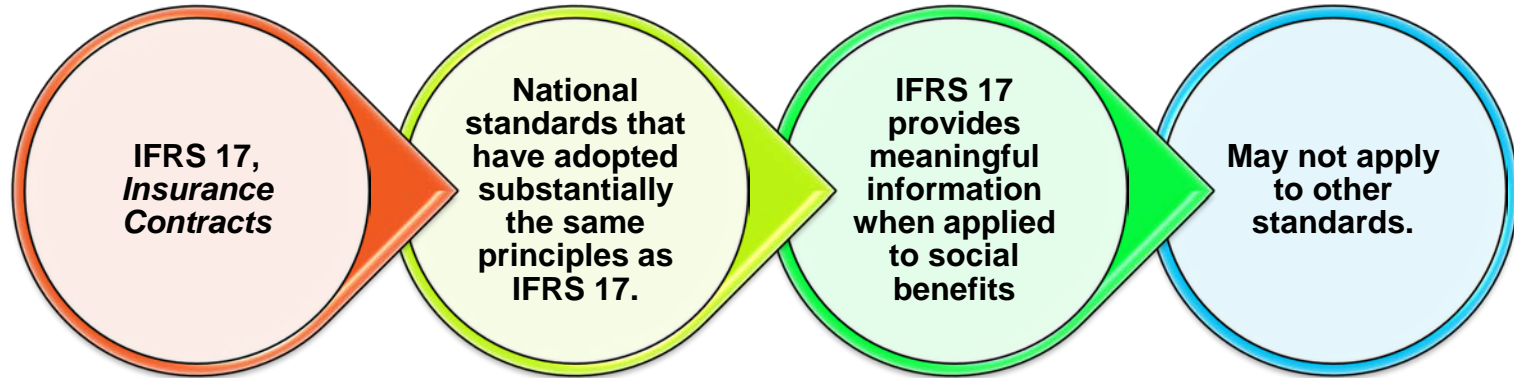 IFRS 17,
Insurance
Contracts
National
standards that
have adopted
substantially
the same
principles as
IFRS 17.
IFRS 17
provides
meaningful
information
when applied
to social
benefits
May not apply
to other
standards.